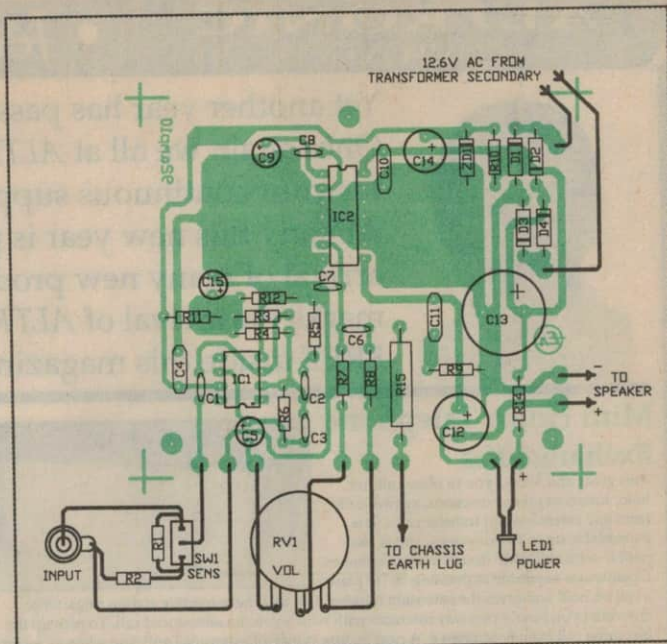 12.6V AC FROM
TRANSFORMER SECONDARY
C9
C8
C10
C14
ZD1
R10
D1
D2
IC2
D3
D4
C15
C7
C13
R12
R11
R3
R4
R5
C6
C11
C4
C1
IC1
C2
R7
R8
R15
R9
R14
R6
C3
C12
-
TO
SPEAKER
+
R1
SW1
SENS
INPUT
R2
RV1
VOL
TO CHASSIS
EARTH LUG
LED1
POWER